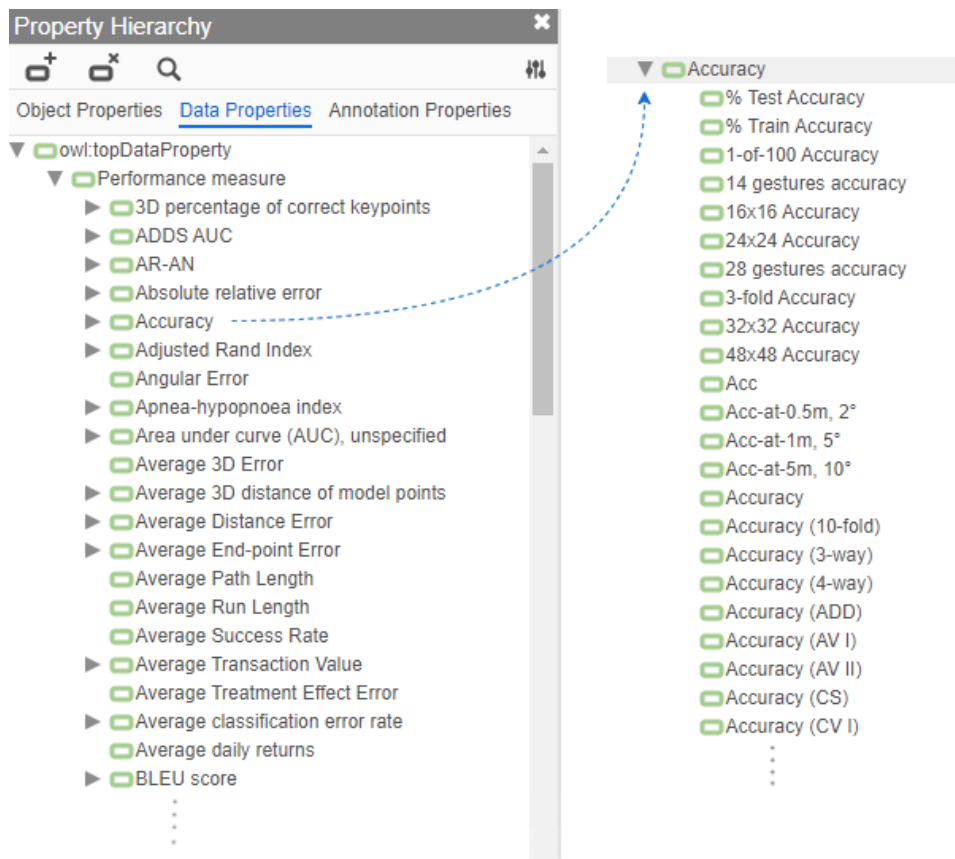 Property Hierarchy
Object Properties Data Properties Annotation Properties
owl:topDataProperty
Performance measure
3D percentage of correct keypoints
ADDS AUC
AR-AN
Absolute relative error
Accuracy
Adjusted Rand Index
Angular Error
Apnea-hypopnoea index
Area under curve (AUC), unspecified
Average 3D Error
Average 3D distance of model points
Average Distance Error
Average End-point Error
Average Path Length
Average Run Length
Average Success Rate
Average Transaction Value
Average Treatment Effect Error
Average classification error rate
Average daily returns
BLEU score
Accuracy
% Test Accuracy
% Train Accuracy
1-of-100 Accuracy
14 gestures accuracy
16x16 Accuracy
24x24 Accuracy
28 gestures accuracy
3-fold Accuracy
32x32 Accuracy
48x48 Accuracy
Acc
Acc-at-0.5m, 2°
Acc-at-1m, 5°
Acc-at-5m, 10°
Accuracy
Accuracy (10-fold)
Accuracy (3-way)
Accuracy (4-way)
Accuracy (ADD)
Accuracy (AV I)
Accuracy (AV II)
Accuracy (CS)
Accuracy (CV I)